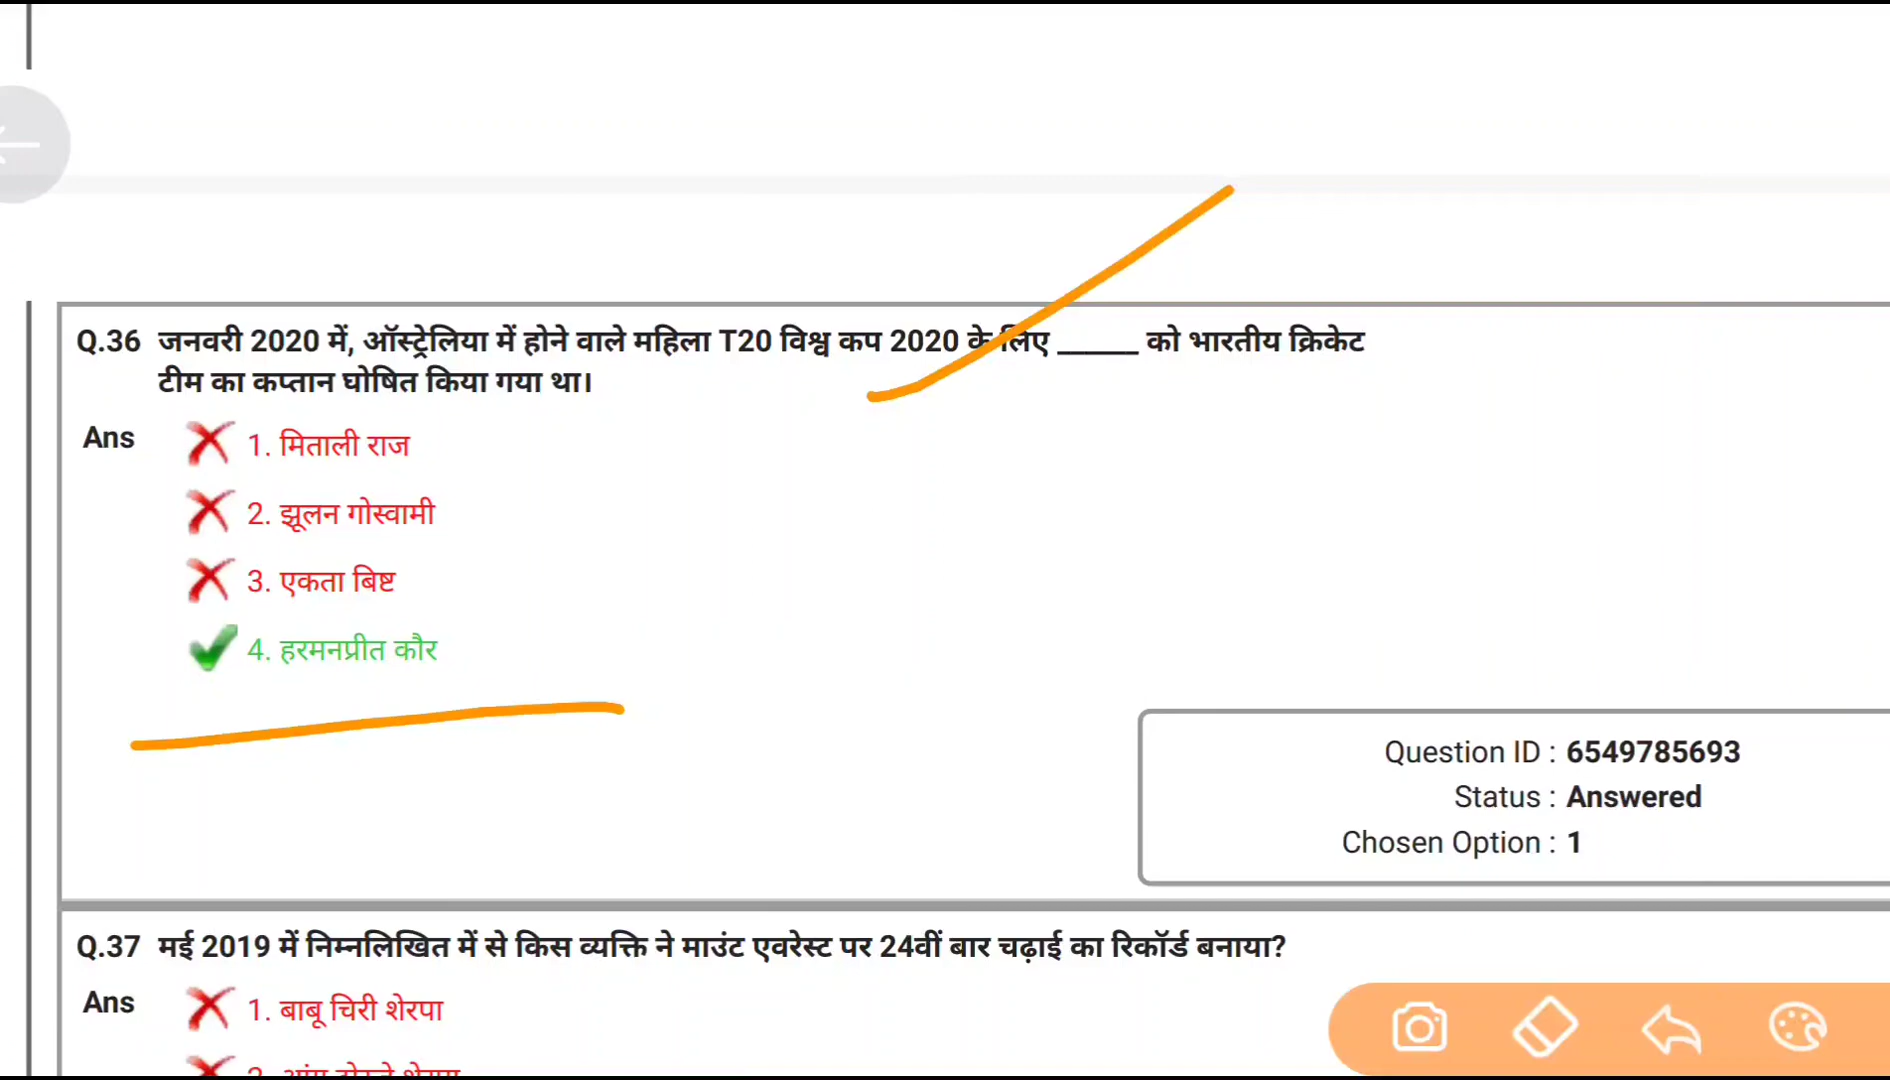 Q.36 जनवरी 2020 में, ऑस्ट्रेलिया में होने वाले महिला T20 विश्व कप 2020 के लिए ______ को भारतीय क्रिकेट
टीम का कप्तान घोषित किया गया था।
Ans 1. मिताली राज
2. झूलन गोस्वामी
3. एकता बिष्ट
4. हरमनप्रीत कौर
Question ID : 6549785693
Status : Answered
Chosen Option : 1
Q.37 मई 2019 में निम्नलिखित में से किस व्यक्ति ने माउंट एवरेस्ट पर 24वीं बार चढ़ाई का रिकॉर्ड बनाया?
Ans 1. बाबू चिरी शेरपा